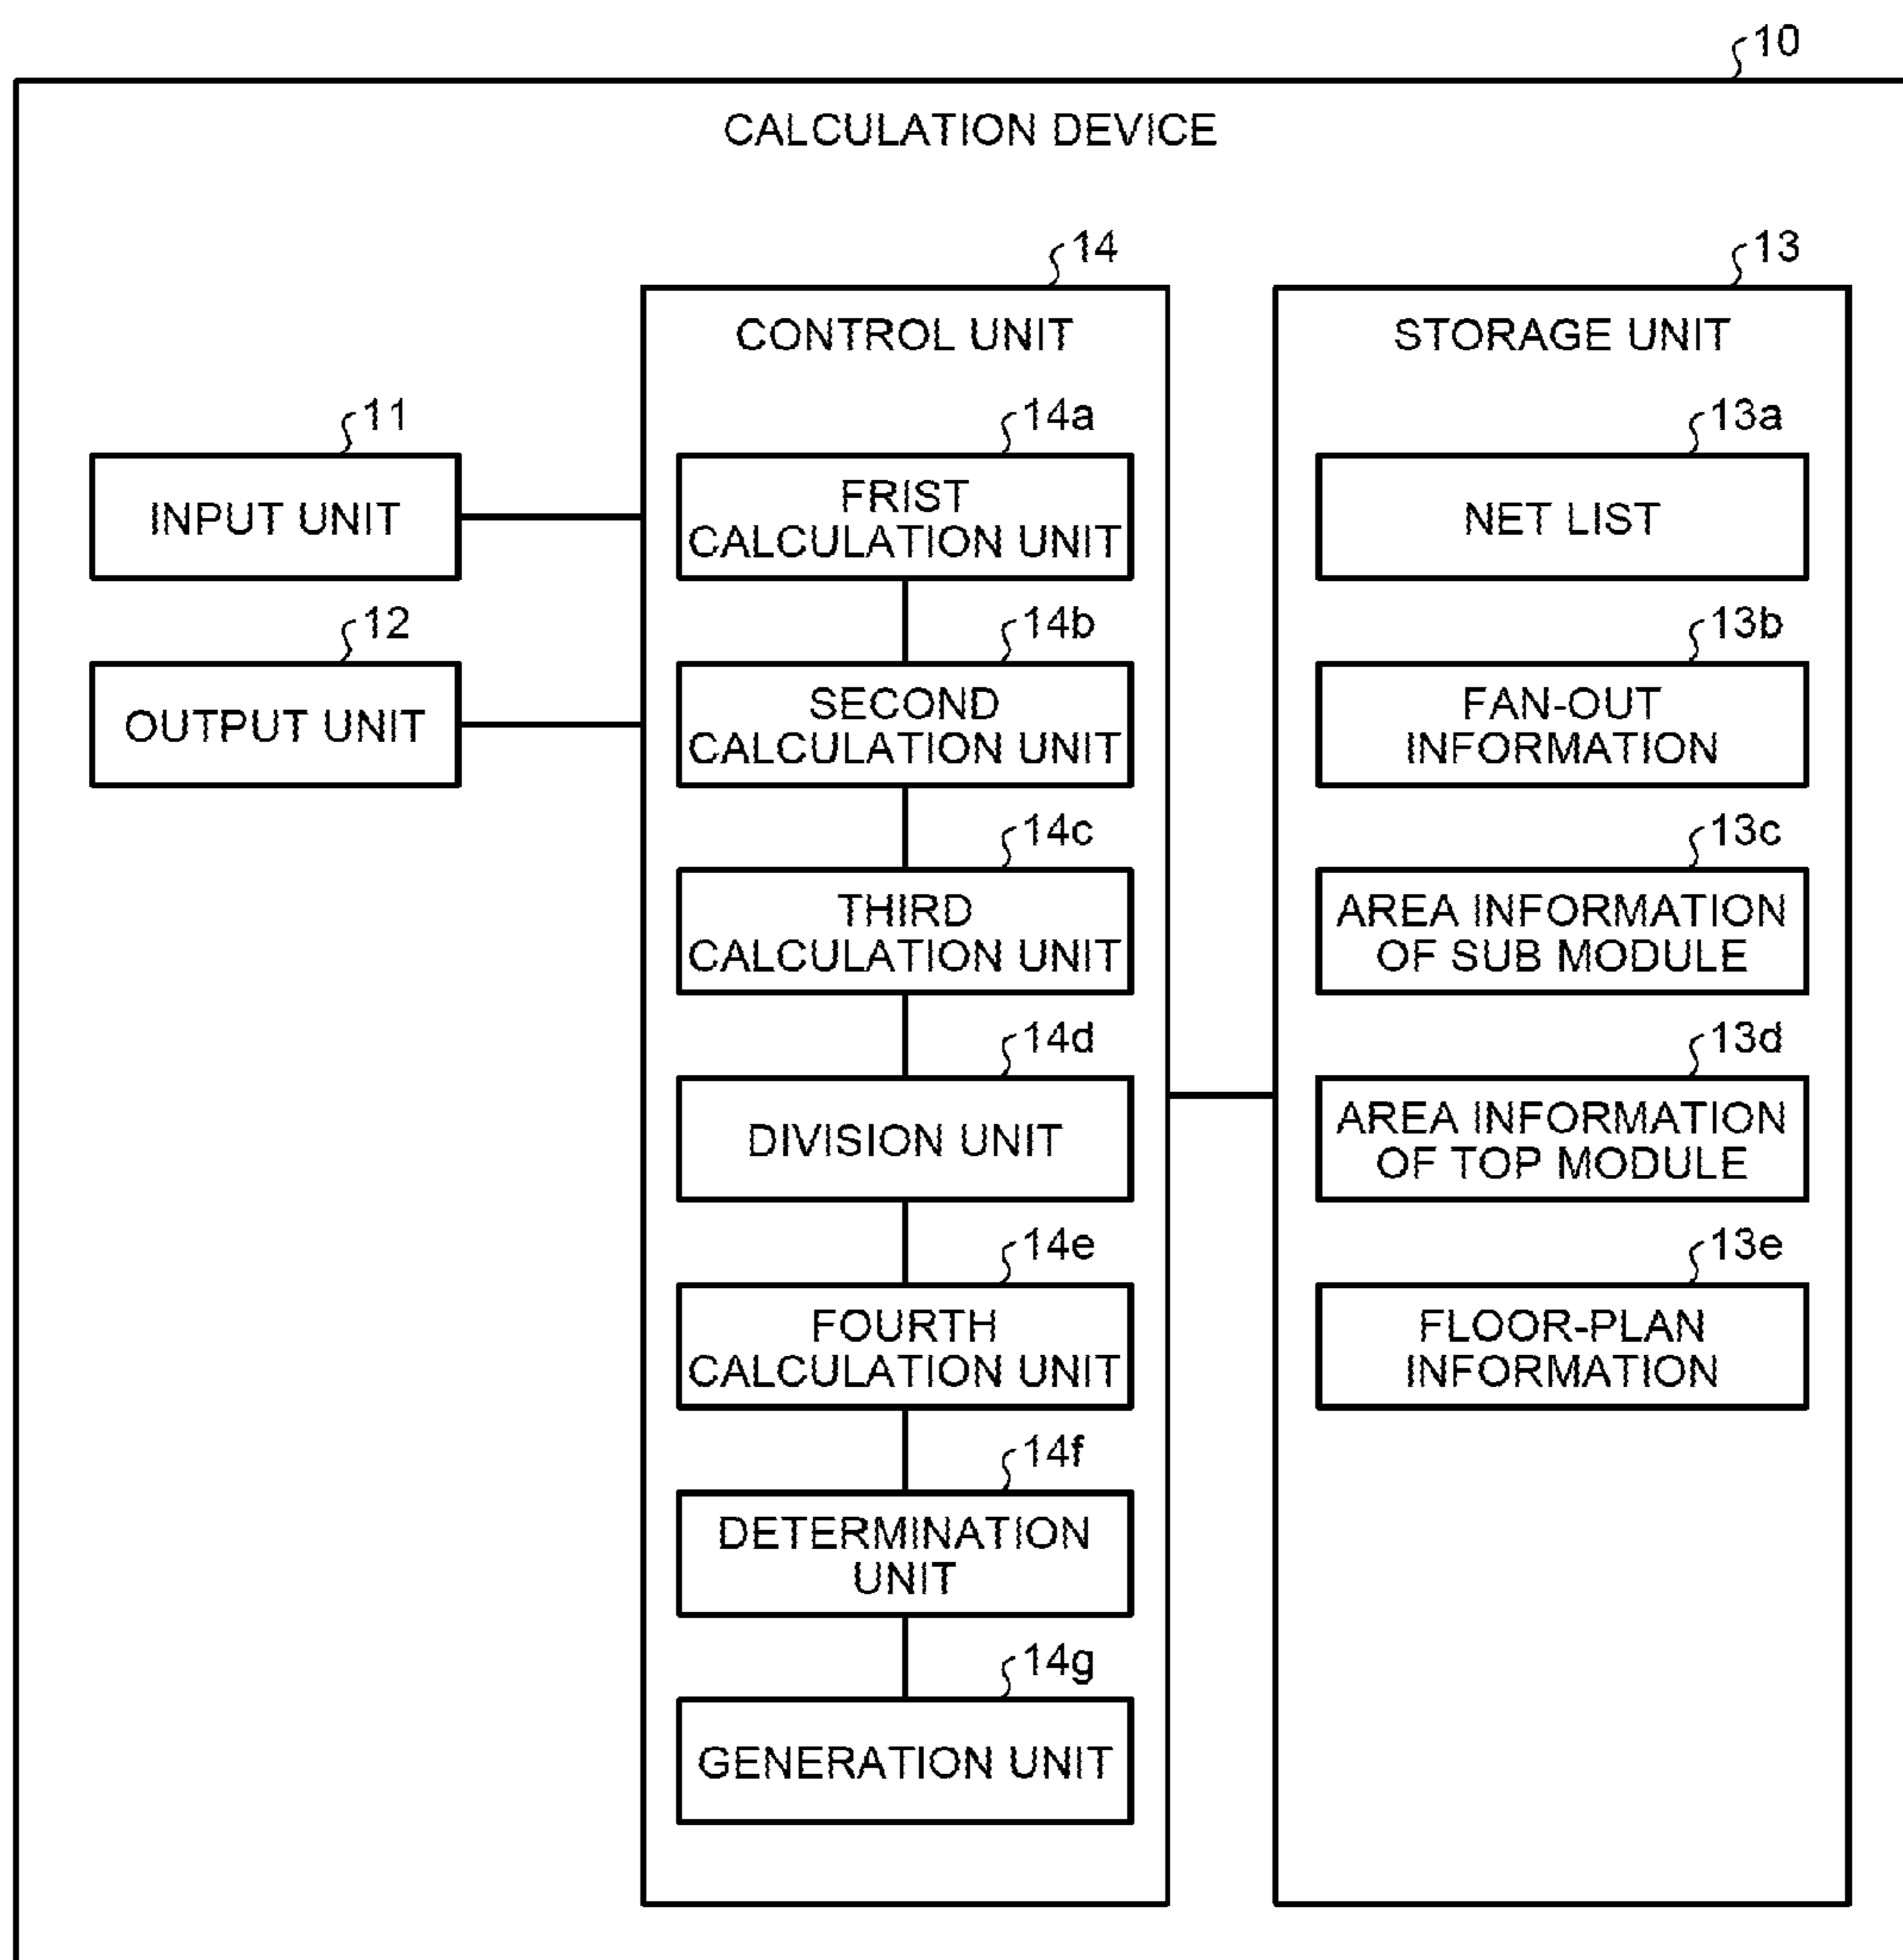 10
CALCULATION DEVICE
14
CONTROL UNIT
13
STORAGE UNIT
11
INPUT UNIT
12
OUTPUT UNIT
14a
FRIST
CALCULATION UNIT
14b
SECOND
CALCULATION UNIT
14c
THIRD
CALCULATION UNIT
14d
DIVISION UNIT
14e
FOURTH
CALCULATION UNIT
14f
DETERMINATION
UNIT
14g
GENERATION UNIT
13a
NET LIST
13b
FAN-OUT
INFORMATION
13c
AREA INFORMATION
OF SUB MODULE
13d
AREA INFORMATION
OF TOP MODULE
13e
FLOOR-PLAN
INFORMATION